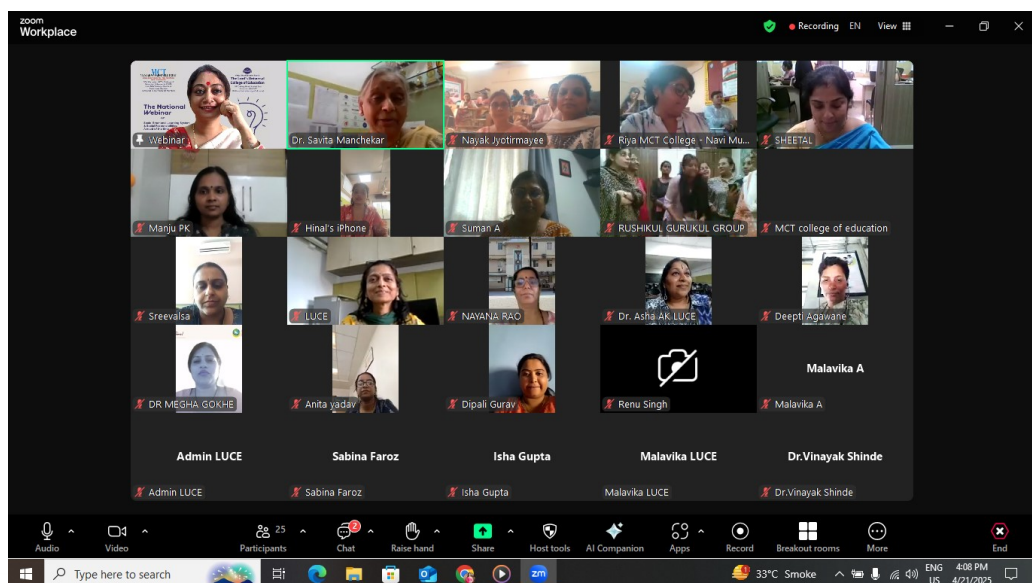 zoom
Workplace
Recording EN View
MCT
The National
Webinar
College of Education
Webinar
Dr. Savita Manchekar
Nayak Jyotirmayee
Riya MCT College - Navi Mu...
SHEETAL
Manju PK
Hinal's iPhone
Suman A
RUSHIKUL GURUKUL GROUP
MCT college of education
Sreevalsa
LUCE
NAYANA RAO
Dr. Asha AK LUCE
Deepti Agawane
DR MEGHA GOKHE
Anita yadav
Dipali Gurav
Renu Singh
Malavika A
Malavika A
Admin LUCE
Sabina Faroz
Isha Gupta
Malavika LUCE
Dr.Vinayak Shinde
Admin LUCE
Sabina Faroz
Isha Gupta
Malavika LUCE
Dr.Vinayak Shinde
25
2
Audio
Video
Participants
Chat
Raise hand
Share
Host tools
AI Companion
Apps
Record
Breakout rooms
More
End
Type here to search
zm
33°C Smoke
ENG
US
4:08 PM
4/21/2025